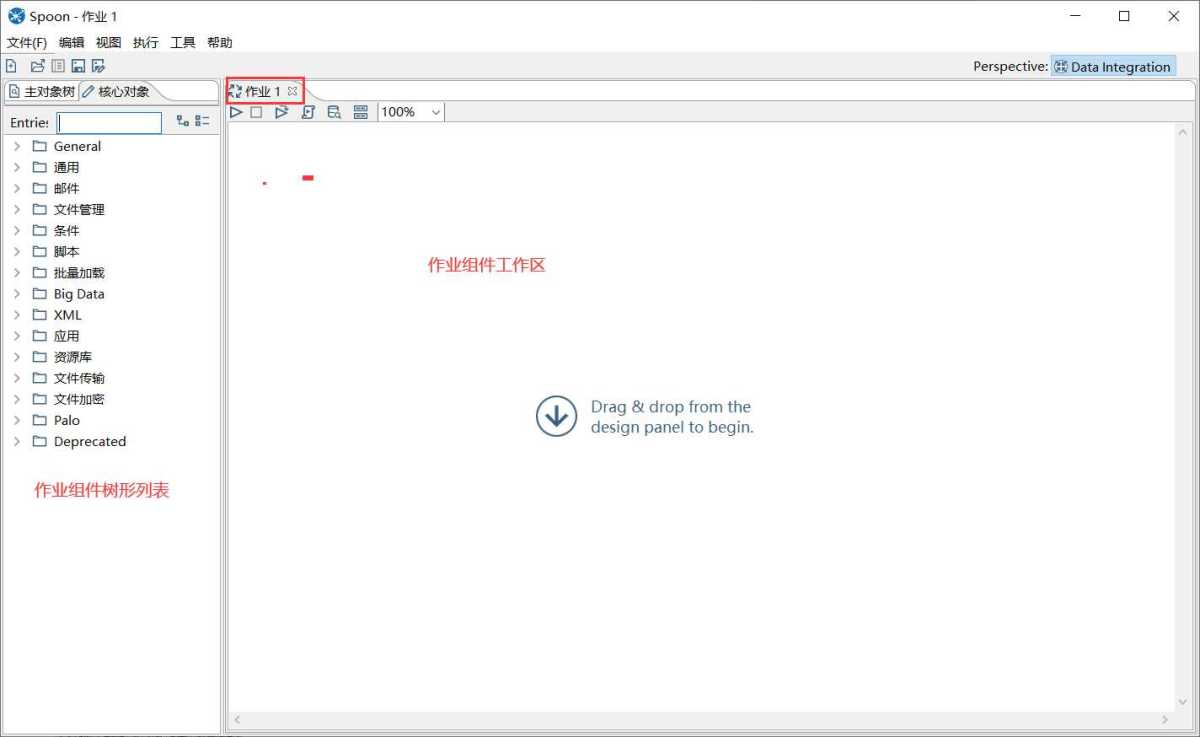 Spoon - 作业 1
文件(F) 编辑 视图 执行 工具 帮助
Perspective: Data Integration
主对象树 核心对象
作业 1
Entries
100%
General
通用
邮件
文件管理
条件
脚本
批量加载
Big Data
XML
应用
资源库
文件传输
文件加密
Palo
Deprecated
作业组件树形列表
作业组件工作区
Drag & drop from the
design panel to begin.